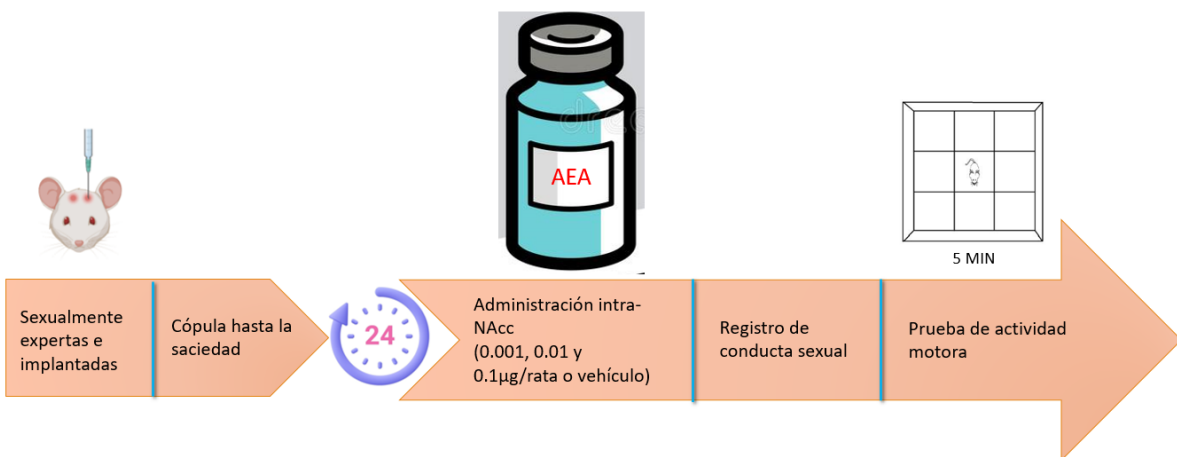 AEA
5 MIN
Sexualmente
expertas e
implantadas
Cópula hasta la
saciedad
24
Administración intra-
NAcc
(0.001, 0.01 y
0.1µg/rata o vehículo)
Registro de
conducta sexual
Prueba de actividad
motora